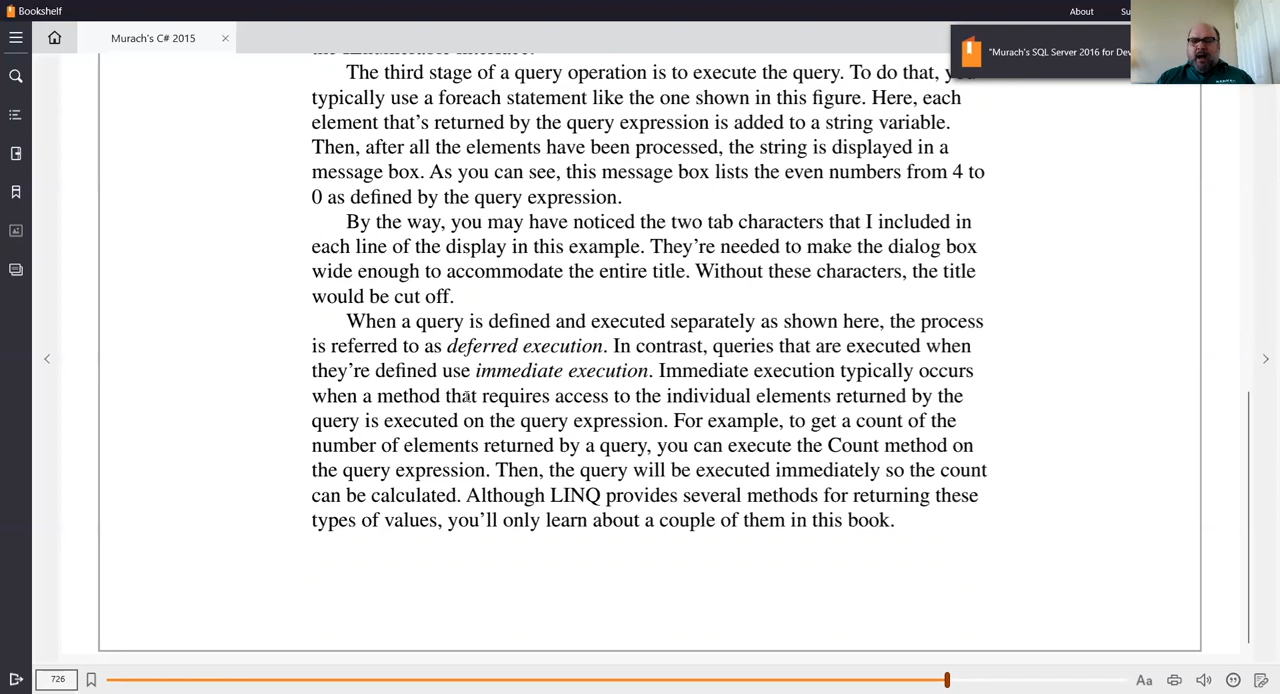 Bookshelf
About
Su
Murach's C# 2015
"Murach's SQL Server 2016 for Dev
The third stage of a query operation is to execute the query. To do that,
typically use a foreach statement like the one shown in this figure. Here, each
element that's returned by the query expression is added to a string variable.
Then, after all the elements have been processed, the string is displayed in a
message box. As you can see, this message box lists the even numbers from 4 to
0 as defined by the query expression.
By the way, you may have noticed the two tab characters that I included in
each line of the display in this example. They're needed to make the dialog box
wide enough to accommodate the entire title. Without these characters, the title
would be cut off.
When a query is defined and executed separately as shown here, the process
is referred to as deferred execution. In contrast, queries that are executed when
they're defined use immediate execution. Immediate execution typically occurs
when a method that requires access to the individual elements returned by the
query is executed on the query expression. For example, to get a count of the
number of elements returned by a query, you can execute the Count method on
the query expression. Then, the query will be executed immediately so the count
can be calculated. Although LINQ provides several methods for returning these
types of values, you'll only learn about a couple of them in this book.
726
Aa